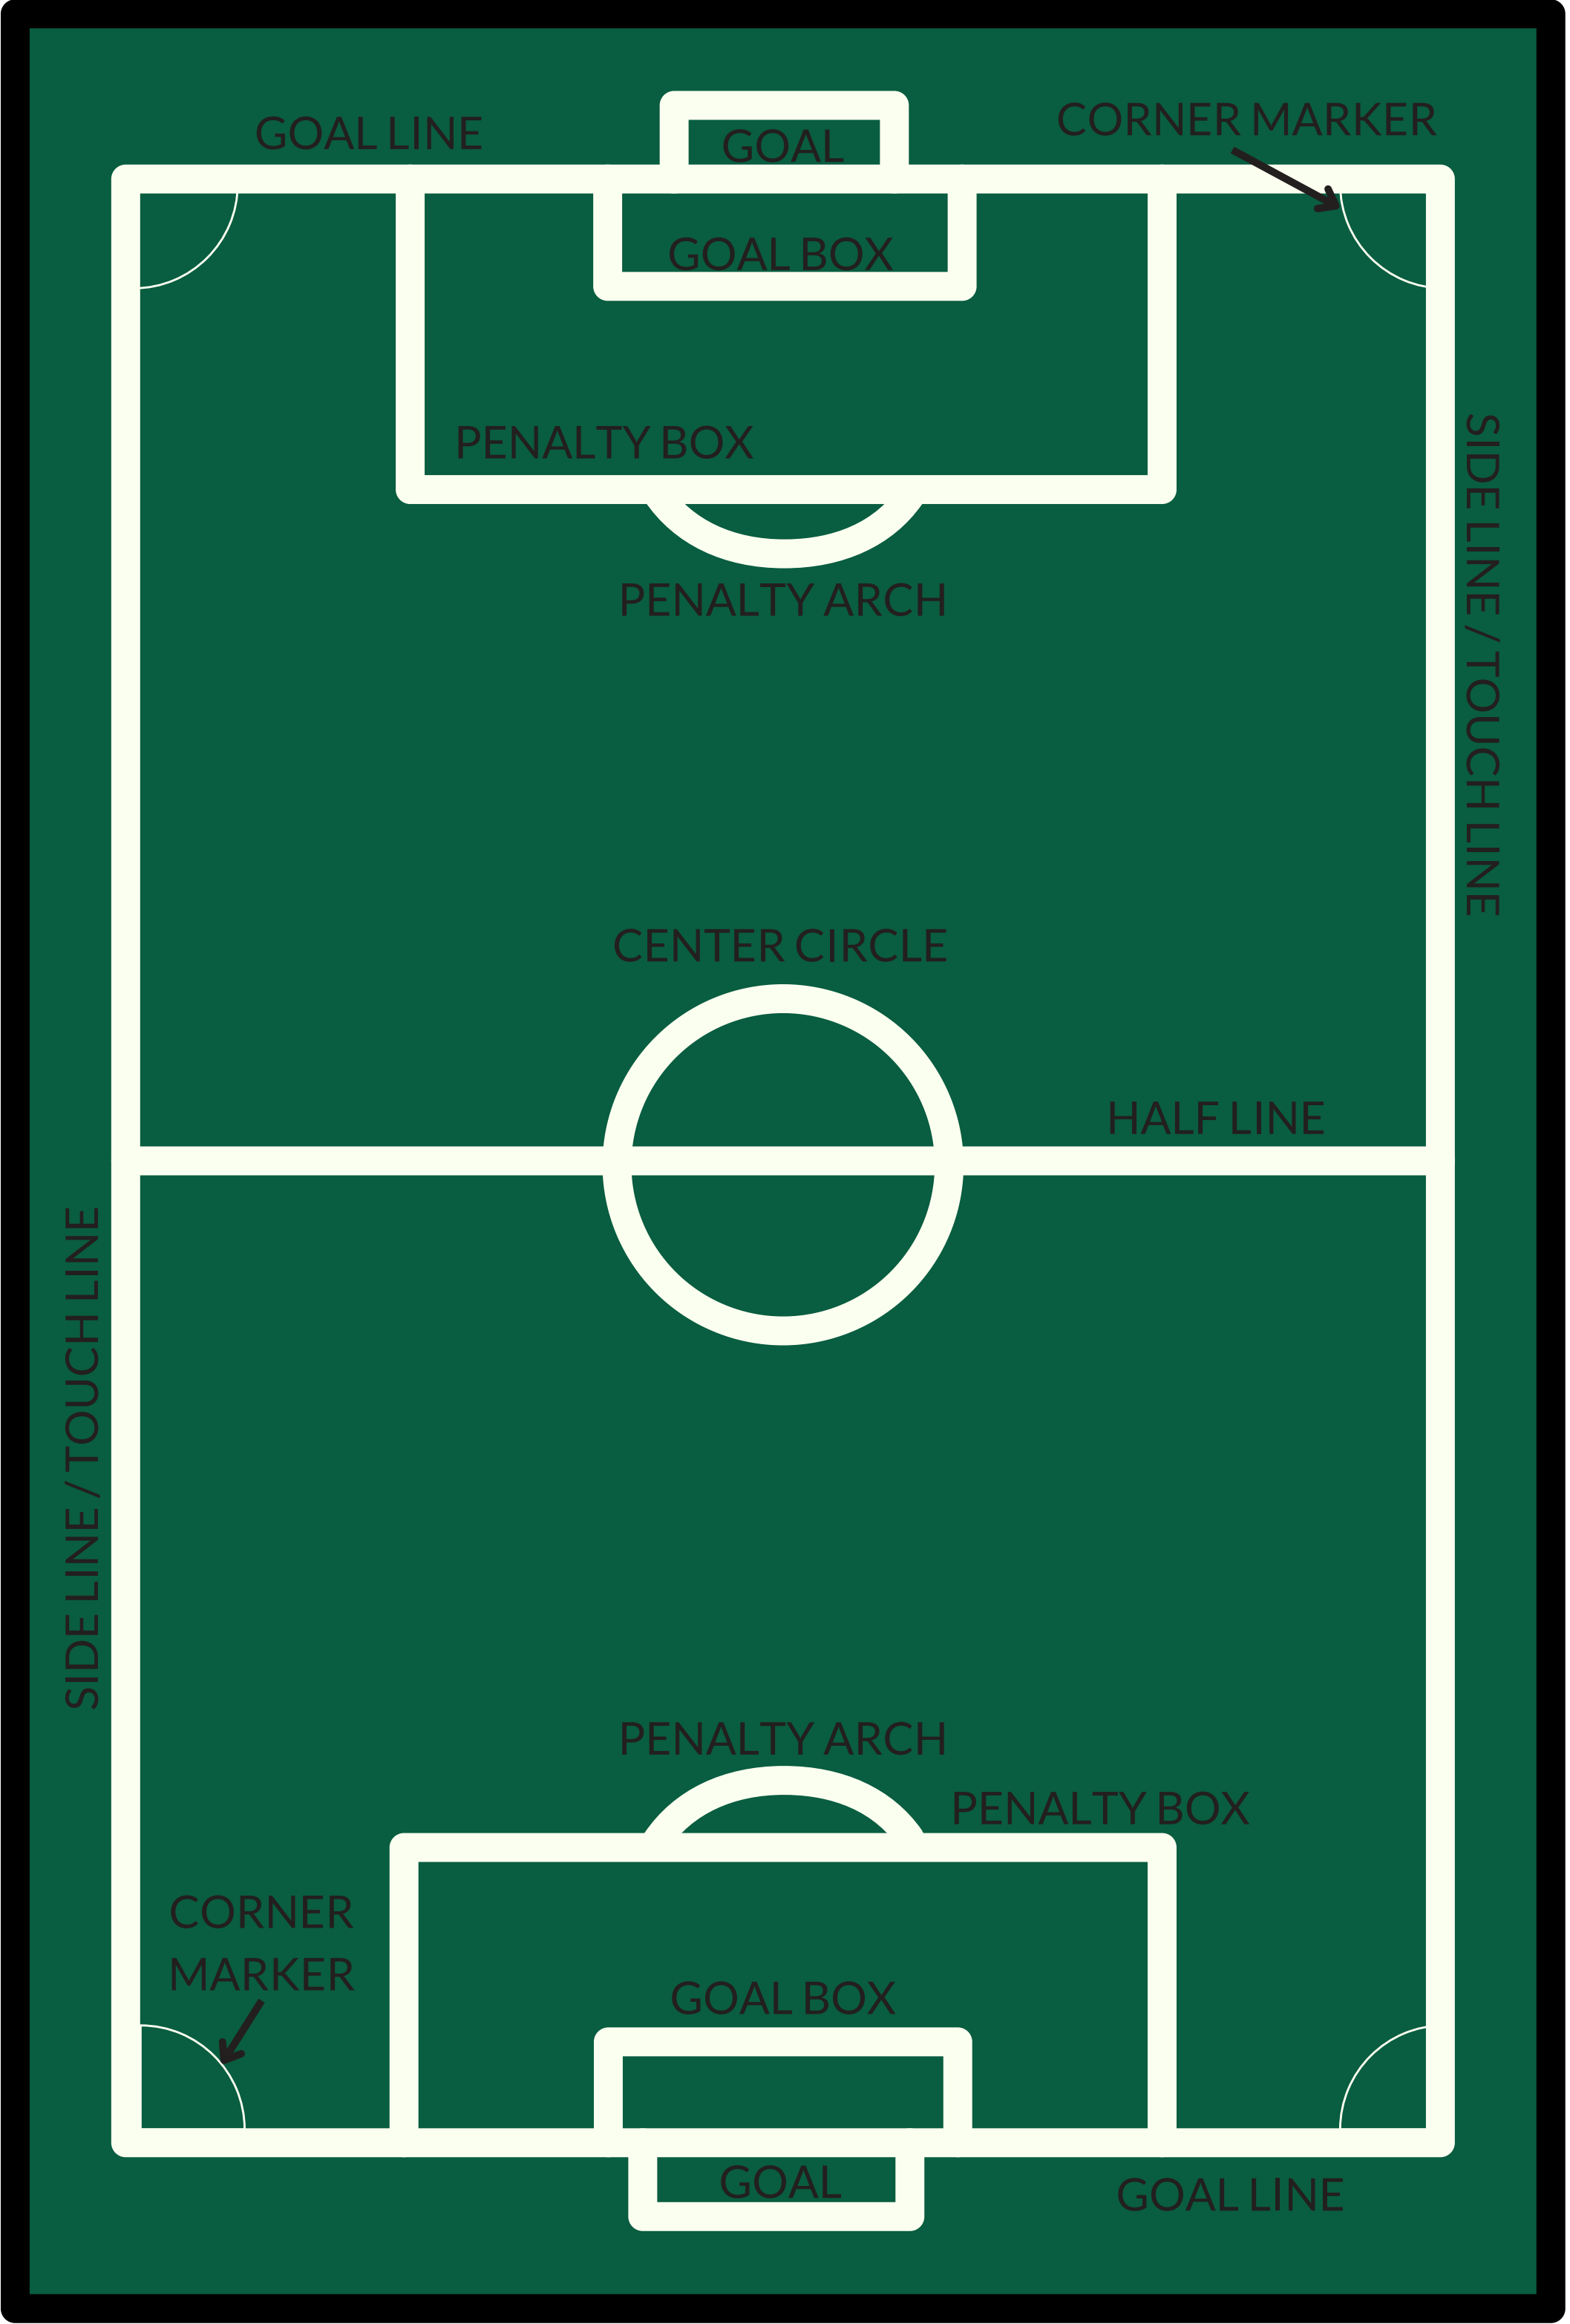 GOAL LINE
GOAL
CORNER MARKER
GOAL BOX
PENALTY BOX
SIDE LINE / TOUCH LINE
PENALTY ARCH
CENTER CIRCLE
HALF LINE
SIDE LINE / TOUCH LINE
PENALTY ARCH
PENALTY BOX
CORNER
MARKER
GOAL BOX
GOAL
GOAL LINE